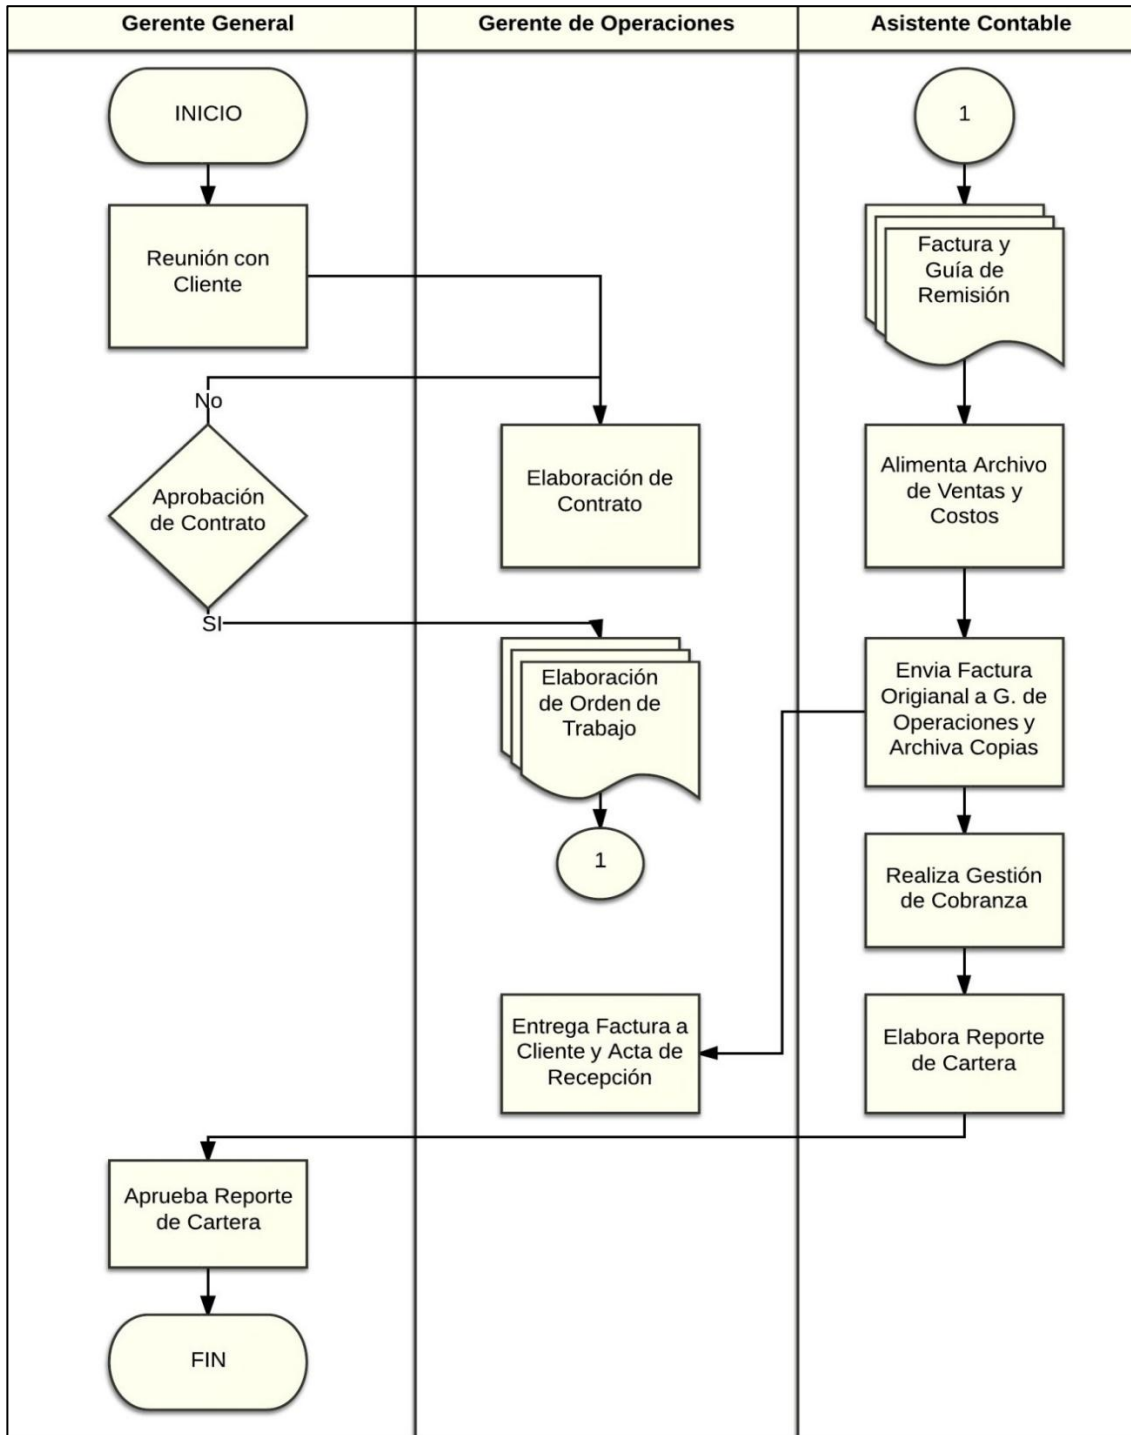 Gerente General
Gerente de Operaciones
Asistente Contable
INICIO
Reunión con
Cliente
No
Aprobación
de Contrato
SI
Aprueba Reporte
de Cartera
FIN
Elaboración de
Contrato
Elaboración
de Orden de
Trabajo
1
Entrega Factura a
Cliente y Acta de
Recepción
1
Factura y
Guía de
Remisión
Alimenta Archivo
de Ventas y
Costos
Envia Factura
Origianal a G. de
Operaciones y
Archiva Copias
Realiza Gestión
de Cobranza
Elabora Reporte
de Cartera